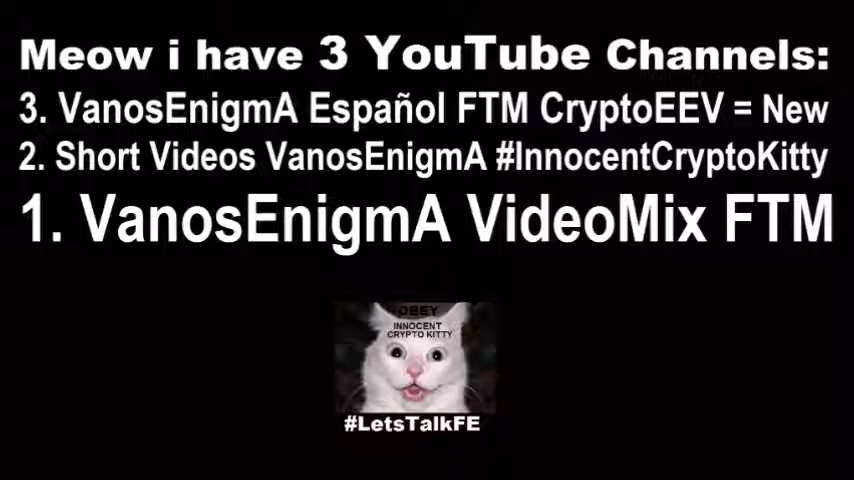 Meow i have 3 YouTube Channels:
3. VanosEnigmA Español FTM CryptoEEV = New
2. Short Videos VanosEnigmA #InnocentCryptoKitty
1. VanosEnigmA VideoMix FTM
OBEY
INNOCENT
CRYPTO KITTY
#LetsTalkFE